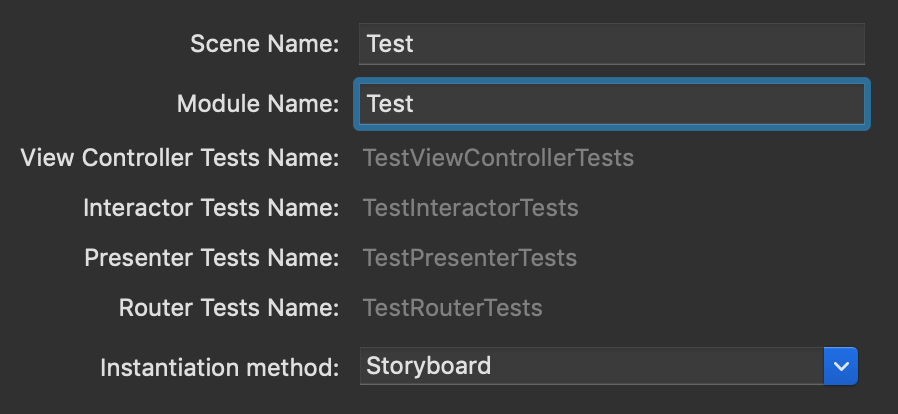 Scene Name: Test
Module Name: Test
View Controller Tests Name: TestViewControllerTests
Interactor Tests Name: TestInteractorTests
Presenter Tests Name: TestPresenterTests
Router Tests Name: TestRouterTests
Instantiation method: Storyboard